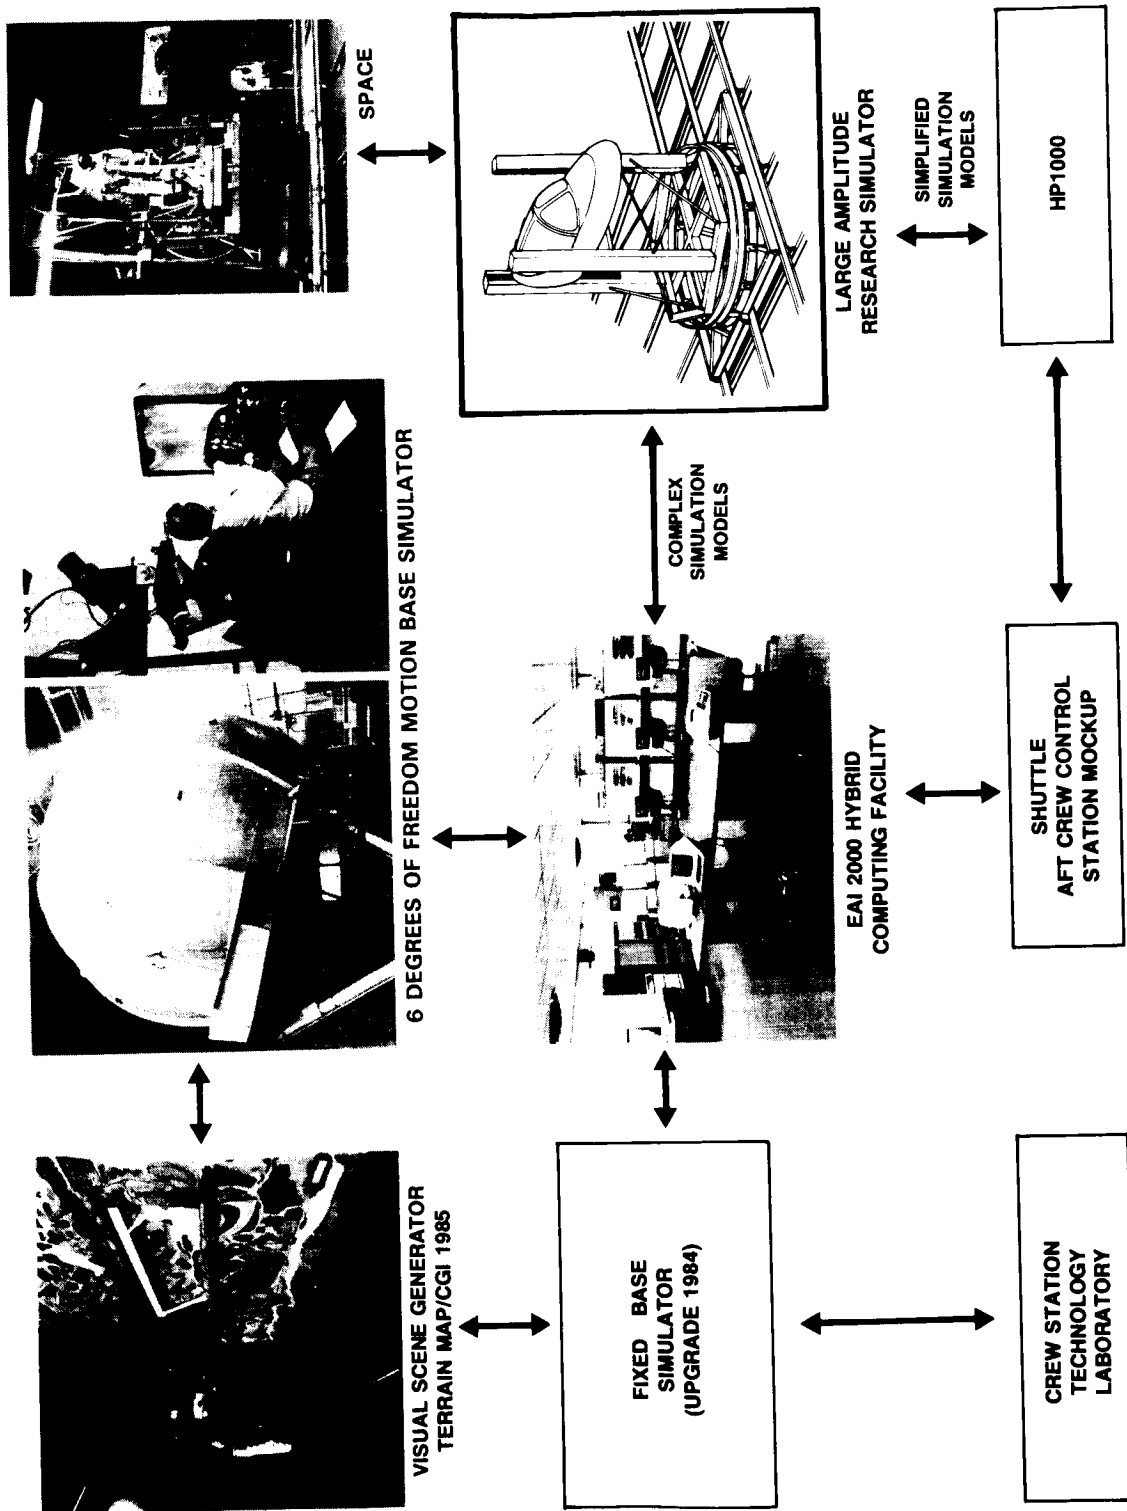 VISUAL SCENE GENERATOR
TERRAIN MAP/CGI 1985
6 DEGREES OF FREEDOM MOTION BASE SIMULATOR
SPACE
FIXED BASE
SIMULATOR
(UPGRADE 1984)
EAI 2000 HYBRID
COMPUTING FACILITY
COMPLEX
SIMULATION
MODELS
LARGE AMPLITUDE
RESEARCH SIMULATOR
SIMPLIFIED
SIMULATION
MODELS
CREW STATION
TECHNOLOGY
LABORATORY
SHUTTLE
AFT CREW CONTROL
STATION MOCKUP
HP1000